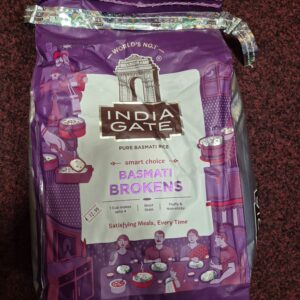 WORLD'S NO.1
INDIA
GATE
PURE BASMATI RICE
smart choice
BASMATI
BROKENS
Satisfying Meals, Every Time